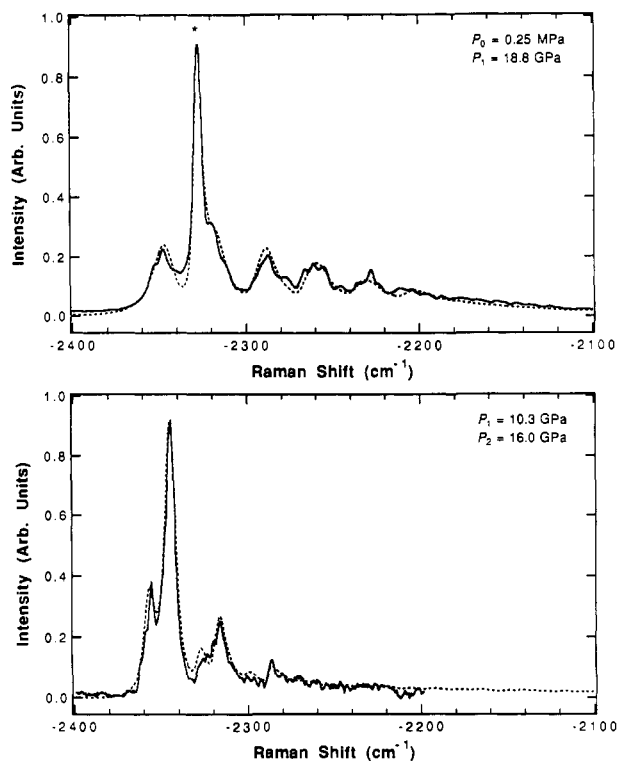 *
P₀ = 0.25 MPa
P₁ = 18.8 GPa
1.0
0.8
0.6
0.4
0.2
0.0
Intensity (Arb. Units)
-2400
-2300
-2200
-2100
Raman Shift (cm⁻¹)
P₁ = 10.3 GPa
P₂ = 16.0 GPa
1.0
0.8
0.6
0.4
0.2
0.0
Intensity (Arb. Units)
-2400
-2300
-2200
-2100
Raman Shift (cm⁻¹)